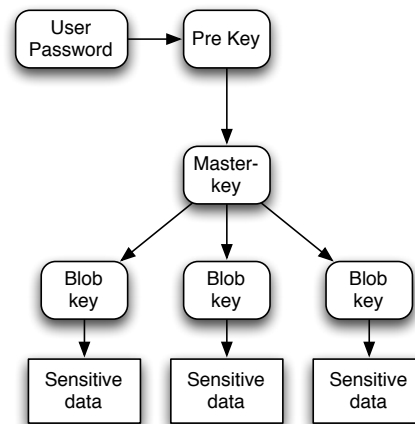 User
Password
Pre Key
Master-
key
Blob
key
Blob
key
Blob
key
Sensitive
data
Sensitive
data
Sensitive
data